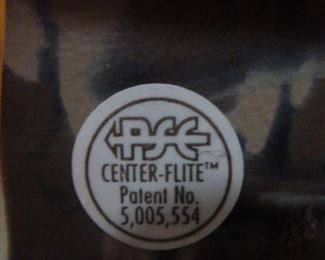 PSE
CENTER-FLITE™
Patent No.
5,005,554